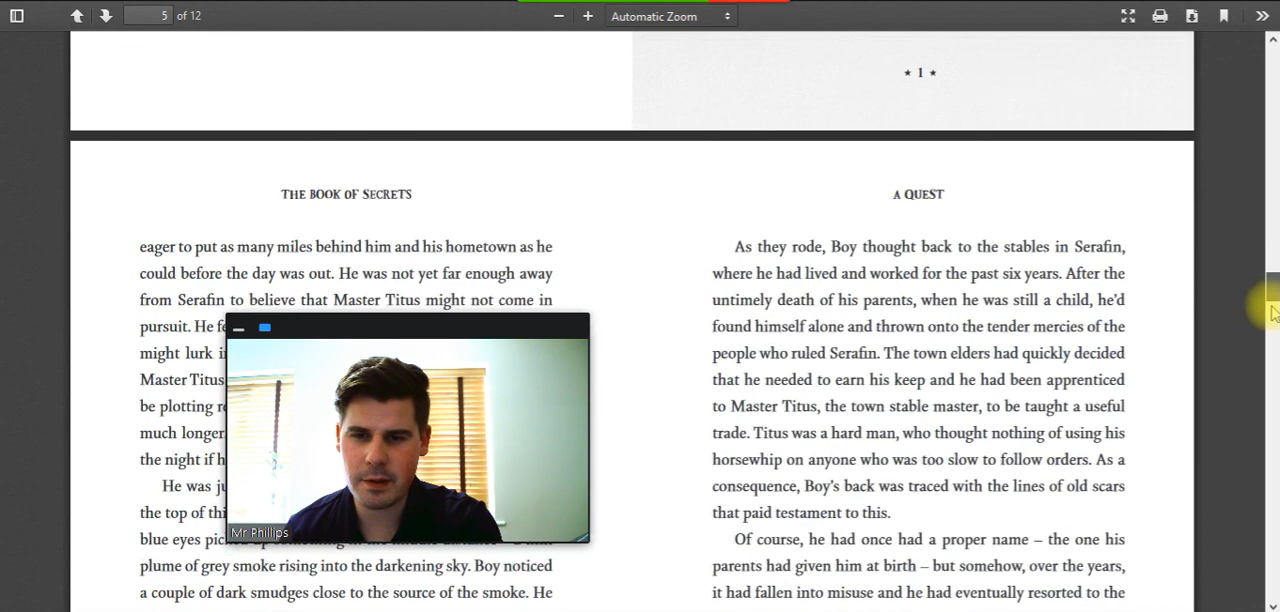 5 of 12
Automatic Zoom
★ 1 ★
THE BOOK OF SECRETS
eager to put as many miles behind him and his hometown as he
could before the day was out. He was not yet far enough away
from Serafin to believe that Master Titus might not come in
pursuit. He
might lurk
Master Titus
be plotting
much longer
the night if
He was
the top of
blue eyes
plume of grey smoke rising into the darkening sky. Boy noticed
a couple of dark smudges close to the source of the smoke. He
Mr Phillips
A QUEST
As they rode, Boy thought back to the stables in Serafin,
where he had lived and worked for the past six years. After the
untimely death of his parents, when he was still a child, he'd
found himself alone and thrown onto the tender mercies of the
people who ruled Serafin. The town elders had quickly decided
that he needed to earn his keep and he had been apprenticed
to Master Titus, the town stable master, to be taught a useful
trade. Titus was a hard man, who thought nothing of using his
horsewhip on anyone who was too slow to follow orders. As a
consequence, Boy's back was traced with the lines of old scars
that paid testament to this.
Of course, he had once had a proper name – the one his
parents had given him at birth – but somehow, over the years,
it had fallen into misuse and he had eventually resorted to the